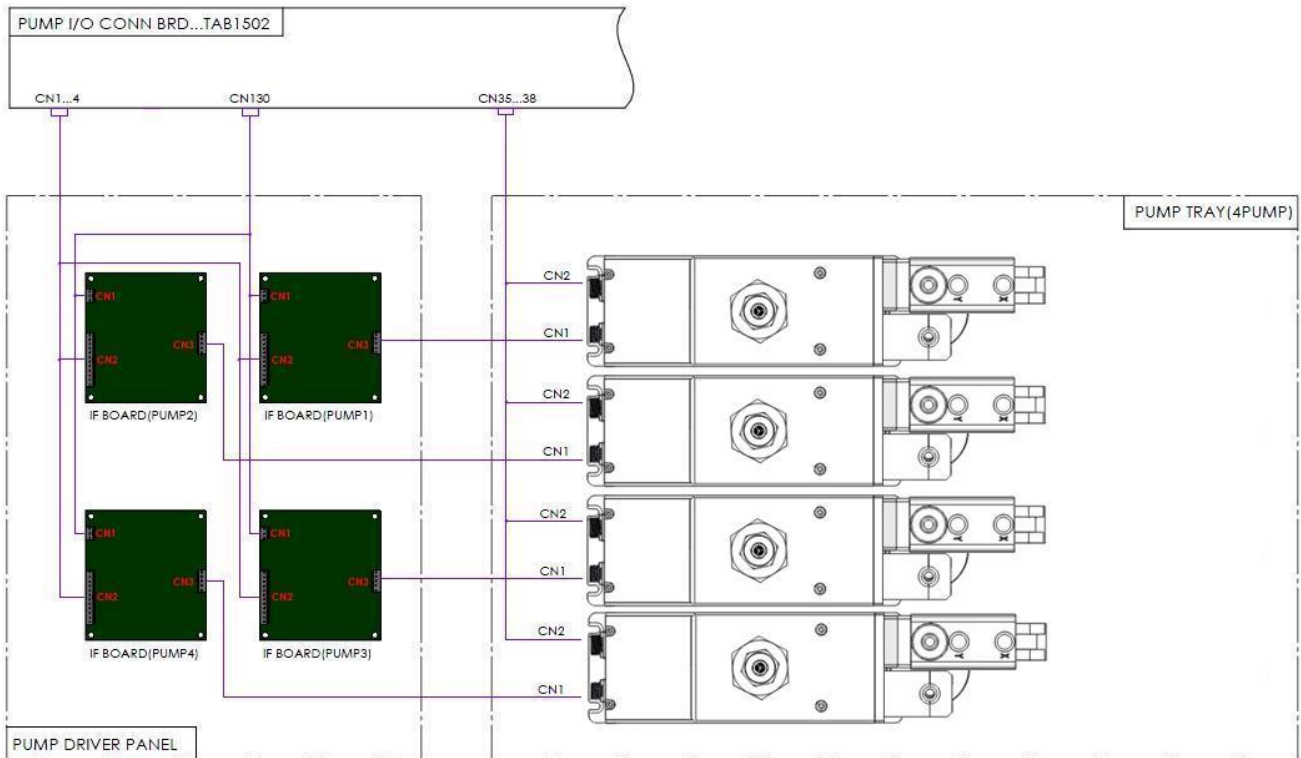 PUMP I/O CONN BRD...TAB1502
CN1...4
CN130
CN35...38
PUMP TRAY(4PUMP)
CN1
CN2
CN3
IF BOARD(PUMP2)
CN1
CN2
CN3
IF BOARD(PUMP1)
CN1
CN2
CN3
IF BOARD(PUMP4)
CN1
CN2
CN3
IF BOARD(PUMP3)
PUMP DRIVER PANEL
CN2
CN1
Y
X
CN2
CN1
Y
X
CN2
CN1
Y
X
CN2
CN1
Y
X